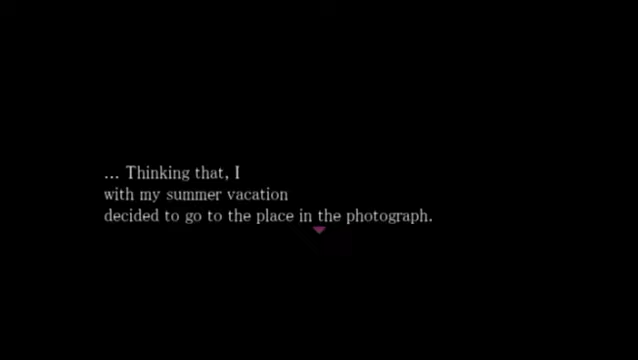 ... Thinking that, I
with my summer vacation
decided to go to the place in the photograph.